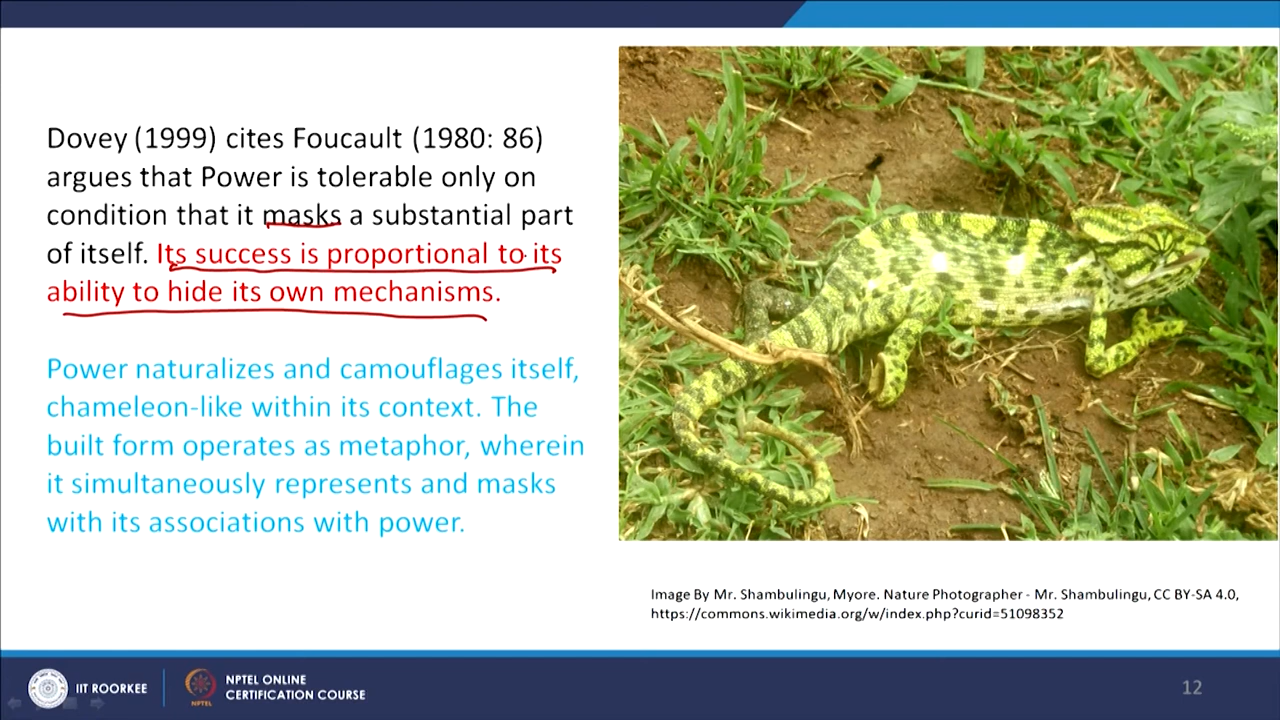 Dovey (1999) cites Foucault (1980: 86)
argues that Power is tolerable only on
condition that it masks a substantial part
of itself. Its success is proportional to its
ability to hide its own mechanisms.
Power naturalizes and camouflages itself,
chameleon-like within its context. The
built form operates as metaphor, wherein
it simultaneously represents and masks
with its associations with power.
Image By Mr. Shambulingu, Myore. Nature Photographer - Mr. Shambulingu, CC BY-SA 4.0,
https://commons.wikimedia.org/w/index.php?curid=51098352
IIT ROORKEE
NPTEL
NPTEL ONLINE
CERTIFICATION COURSE
12